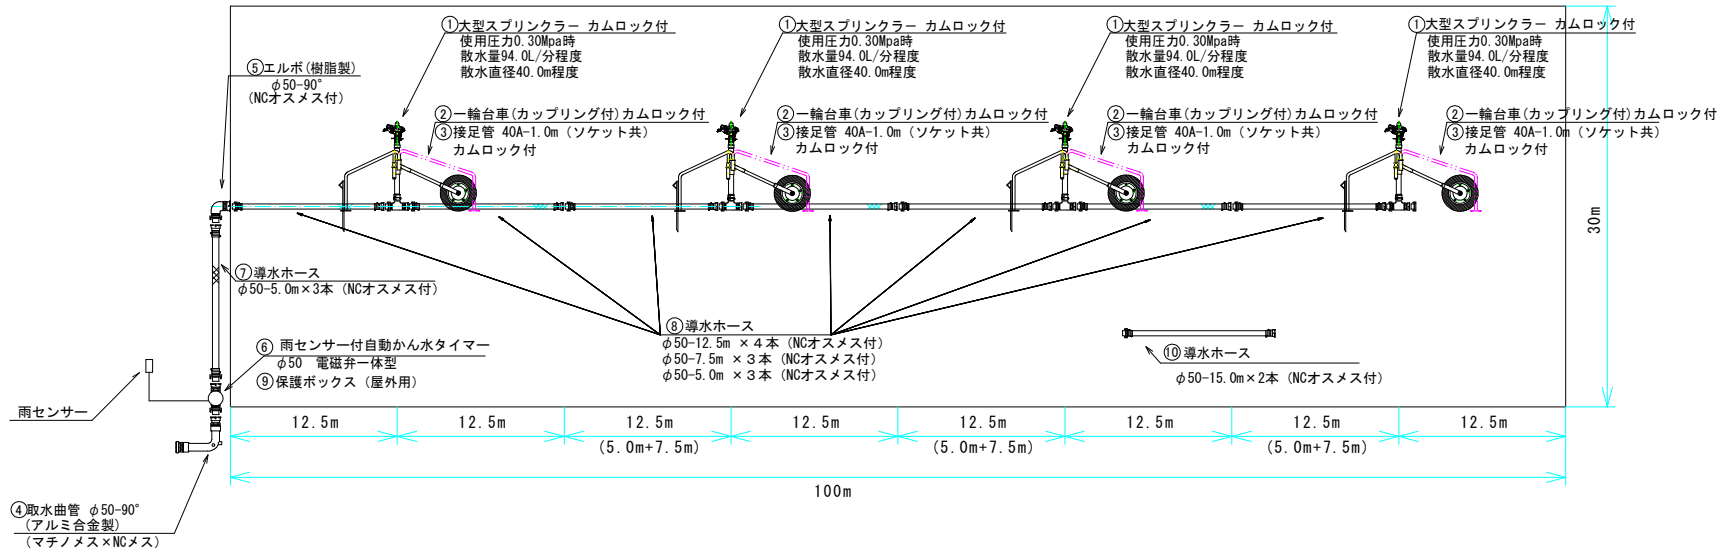 ①大型スプリンクラー カムロック付
使用圧力0.30Mpa時
散水量94.0L/分程度
散水直径40.0m程度
①大型スプリンクラー カムロック付
使用圧力0.30Mpa時
散水量94.0L/分程度
散水直径40.0m程度
①大型スプリンクラー カムロック付
使用圧力0.30Mpa時
散水量94.0L/分程度
散水直径40.0m程度
①大型スプリンクラー カムロック付
使用圧力0.30Mpa時
散水量94.0L/分程度
散水直径40.0m程度
⑤エルボ(樹脂製)
φ50-90°
(NCオスメス付)
②一輪台車(カップリング付)カムロック付
③接足管 40A-1.0m (ソケット共)
カムロック付
②一輪台車(カップリング付)カムロック付
③接足管 40A-1.0m (ソケット共)
カムロック付
②一輪台車(カップリング付)カムロック付
③接足管 40A-1.0m (ソケット共)
カムロック付
②一輪台車(カップリング付)カムロック付
③接足管 40A-1.0m (ソケット共)
カムロック付
30m
⑦導水ホース
φ50-5.0m×3本 (NCオスメス付)
⑧導水ホース
φ50-12.5m ×4本 (NCオスメス付)
φ50-7.5m ×3本 (NCオスメス付)
φ50-5.0m ×3本 (NCオスメス付)
⑩導水ホース
φ50-15.0m×2本 (NCオスメス付)
⑥ 雨センサー付自動かん水タイマー
φ50 電磁弁一体型
⑨保護ボックス (屋外用)
雨センサー
12.5m
12.5m
12.5m
(5.0m+7.5m)
12.5m
12.5m
(5.0m+7.5m)
12.5m
12.5m
(5.0m+7.5m)
12.5m
100m
④取水曲管 φ50-90°
(アルミ合金製)
(マチノメス×NCメス)